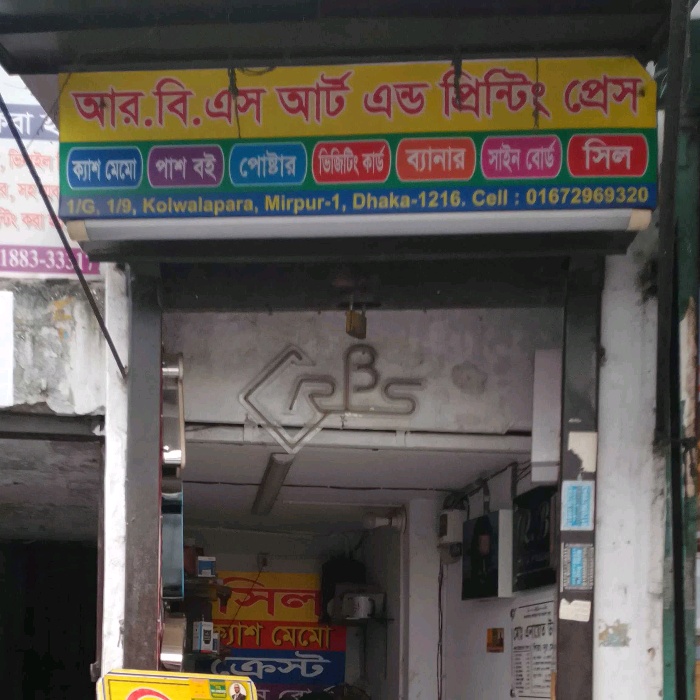 আর.বি.এস আর্ট এন্ড প্রিন্টিং প্রেস
ক্যাশ মেমো পাশ বই পোষ্টার ভিজিটিং কার্ড ব্যানার সাইন বোর্ড সিল
1/G, 1/9, Kolwalapara, Mirpur-1, Dhaka-1216. Cell : 01672969320
RBS
সিল
ক্যাশ মেমো
ক্রেস্ট